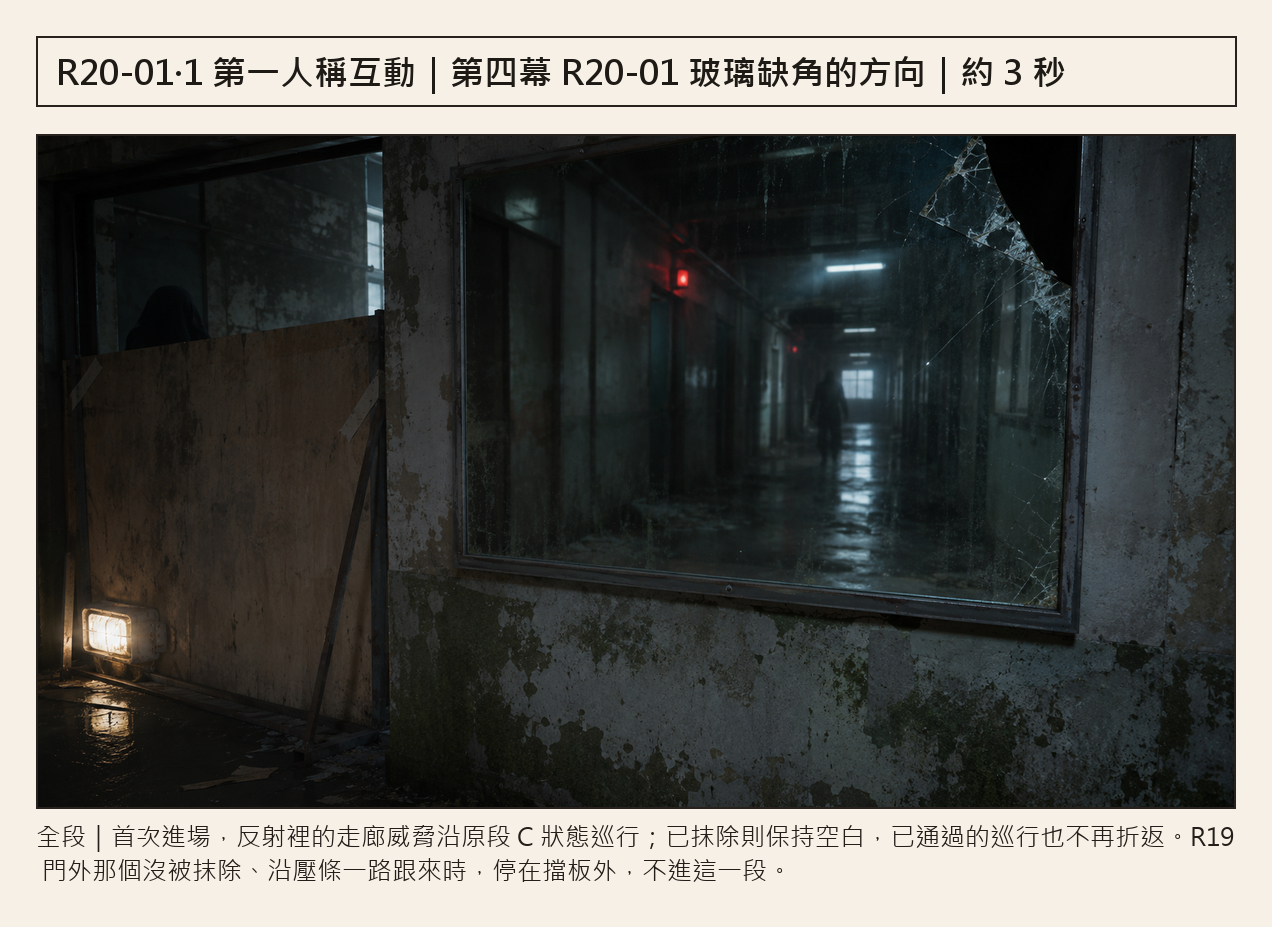 R20-01·1 第一人稱互動｜第四幕 R20-01 玻璃缺角的方向｜約 3 秒
全段｜首次進場，反射裡的走廊威脅沿原段 C 狀態巡行；已抹除則保持空白，已通過的巡行也不再折返。R19
門外那個沒被抹除、沿壓條一路跟來時，停在擋板外，不進這一段。